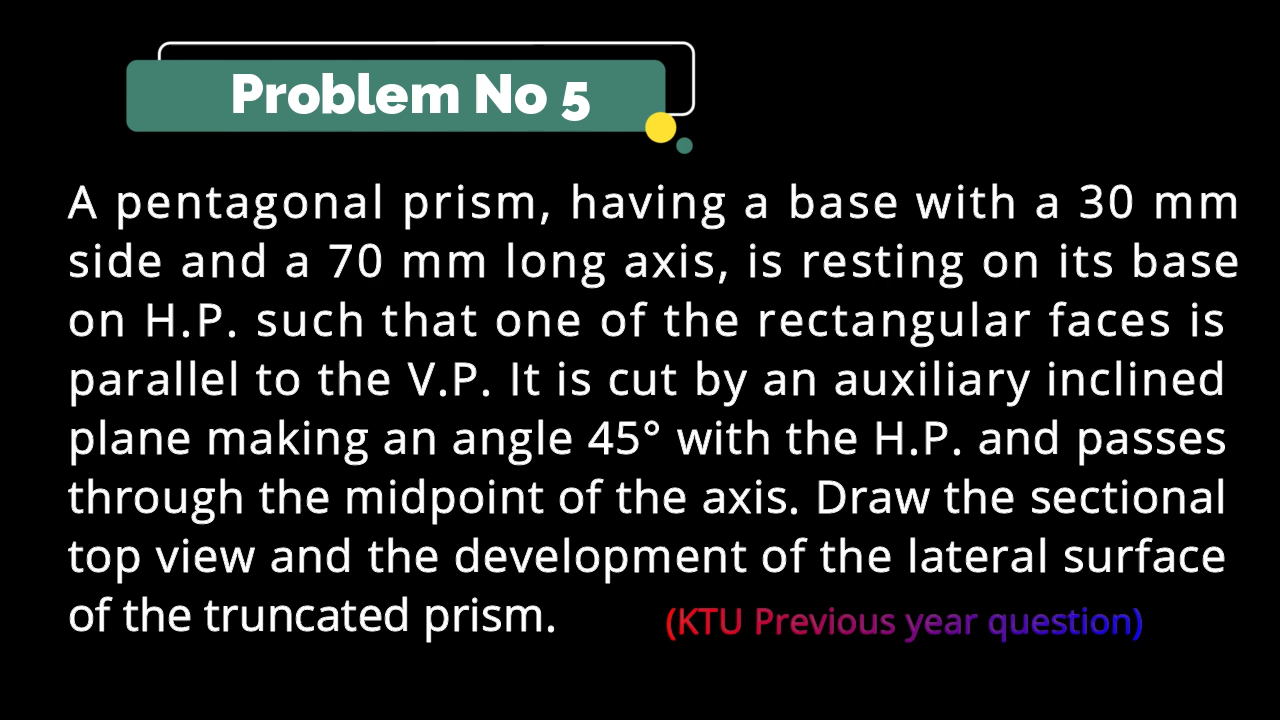 Problem No 5
A pentagonal prism, having a base with a 30 mm
side and a 70 mm long axis, is resting on its base
on H.P. such that one of the rectangular faces is
parallel to the V.P. It is cut by an auxiliary inclined
plane making an angle 45° with the H.P. and passes
through the midpoint of the axis. Draw the sectional
top view and the development of the lateral surface
of the truncated prism. (KTU Previous year question)